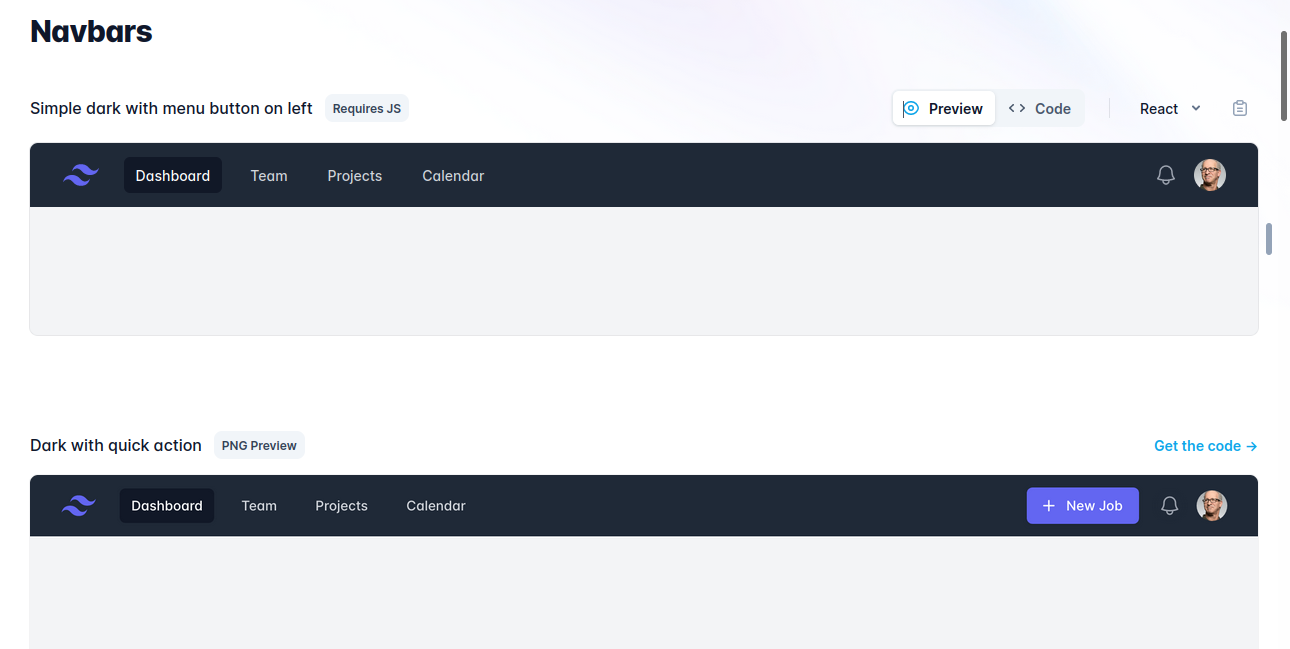 Navbars
Simple dark with menu button on left Requires JS Preview Code React
Dashboard Team Projects Calendar
Dark with quick action PNG Preview Get the code →
Dashboard Team Projects Calendar + New Job